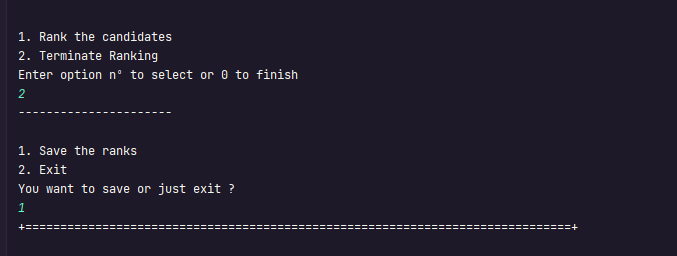 1. Rank the candidates
2. Terminate Ranking
Enter option nº to select or 0 to finish
2
----------------------
1. Save the ranks
2. Exit
You want to save or just exit ?
1
+==============================================================================+